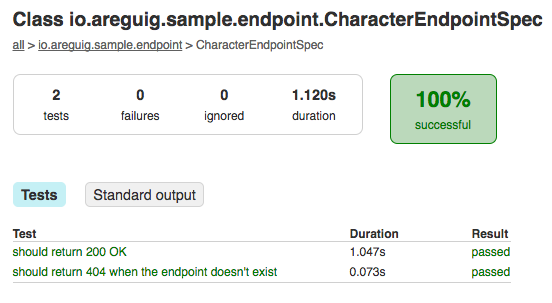 Class io.areguig.sample.endpoint.CharacterEndpointSpec
all > io.areguig.sample.endpoint > CharacterEndpointSpec
2 0 0 1.120s
tests failures ignored duration
100%
successful
Tests Standard output
Test Duration Result
should return 200 OK 1.047s passed
should return 404 when the endpoint doesn't exist 0.073s passed